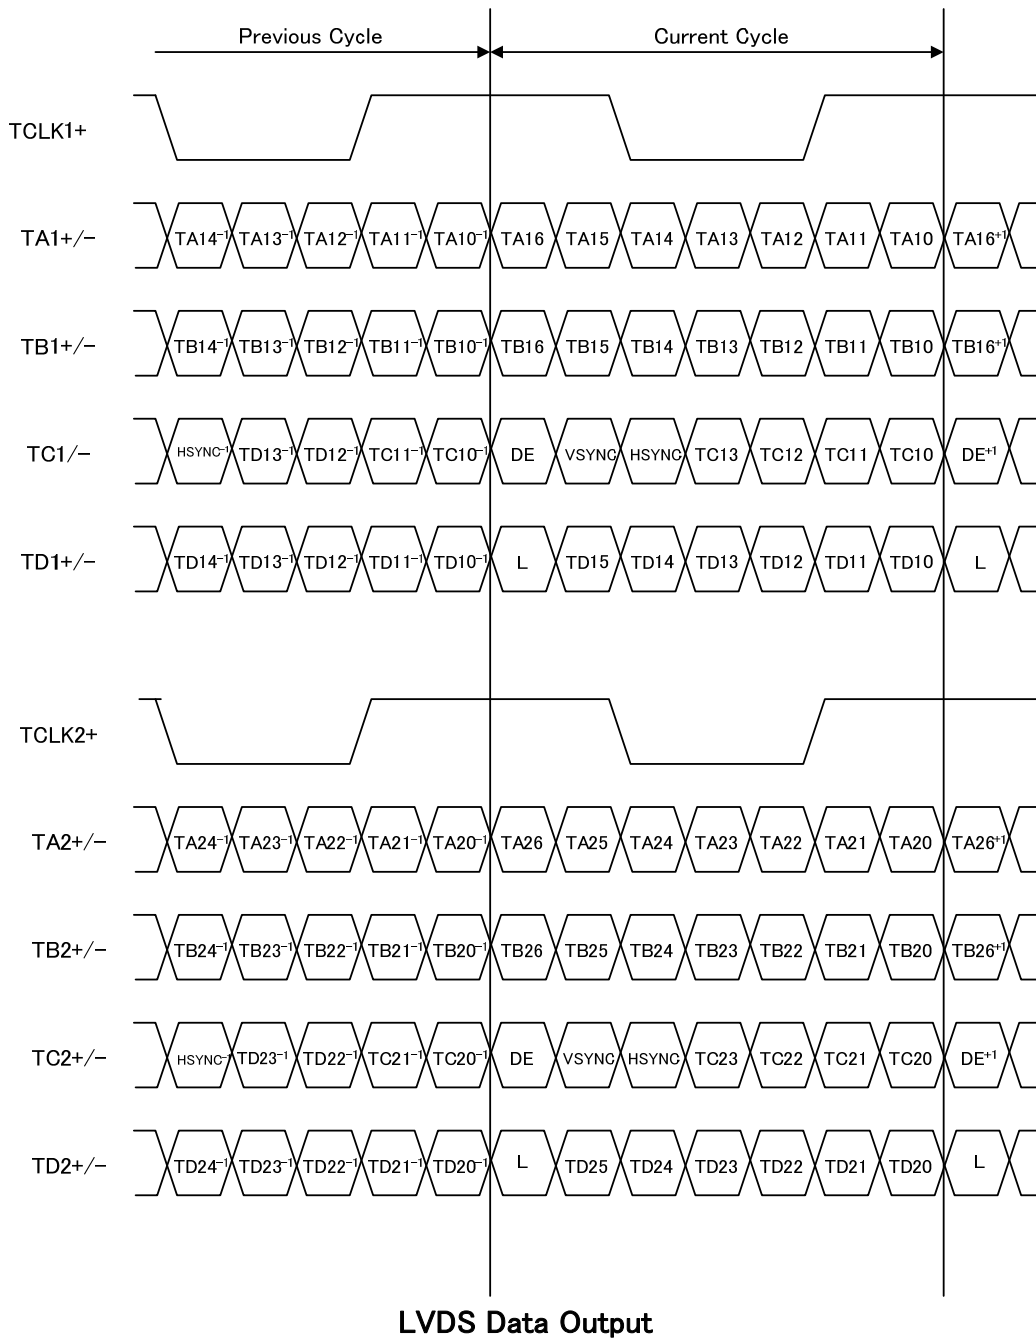 Previous Cycle Current Cycle
TCLK1+
TA1+/− TA14⁻¹ TA13⁻¹ TA12⁻¹ TA11⁻¹ TA10⁻¹ TA16 TA15 TA14 TA13 TA12 TA11 TA10 TA16⁺¹
TB1+/− TB14⁻¹ TB13⁻¹ TB12⁻¹ TB11⁻¹ TB10⁻¹ TB16 TB15 TB14 TB13 TB12 TB11 TB10 TB16⁺¹
TC1/− HSYNC⁻¹ TD13⁻¹ TD12⁻¹ TC11⁻¹ TC10⁻¹ DE VSYNC HSYNC TC13 TC12 TC11 TC10 DE⁺¹
TD1+/− TD14⁻¹ TD13⁻¹ TD12⁻¹ TD11⁻¹ TD10⁻¹ L TD15 TD14 TD13 TD12 TD11 TD10 L
TCLK2+
TA2+/− TA24⁻¹ TA23⁻¹ TA22⁻¹ TA21⁻¹ TA20⁻¹ TA26 TA25 TA24 TA23 TA22 TA21 TA20 TA26⁺¹
TB2+/− TB24⁻¹ TB23⁻¹ TB22⁻¹ TB21⁻¹ TB20⁻¹ TB26 TB25 TB24 TB23 TB22 TB21 TB20 TB26⁺¹
TC2+/− HSYNC⁻¹ TD23⁻¹ TD22⁻¹ TC21⁻¹ TC20⁻¹ DE VSYNC HSYNC TC23 TC22 TC21 TC20 DE⁺¹
TD2+/− TD24⁻¹ TD23⁻¹ TD22⁻¹ TD21⁻¹ TD20⁻¹ L TD25 TD24 TD23 TD22 TD21 TD20 L
LVDS Data Output